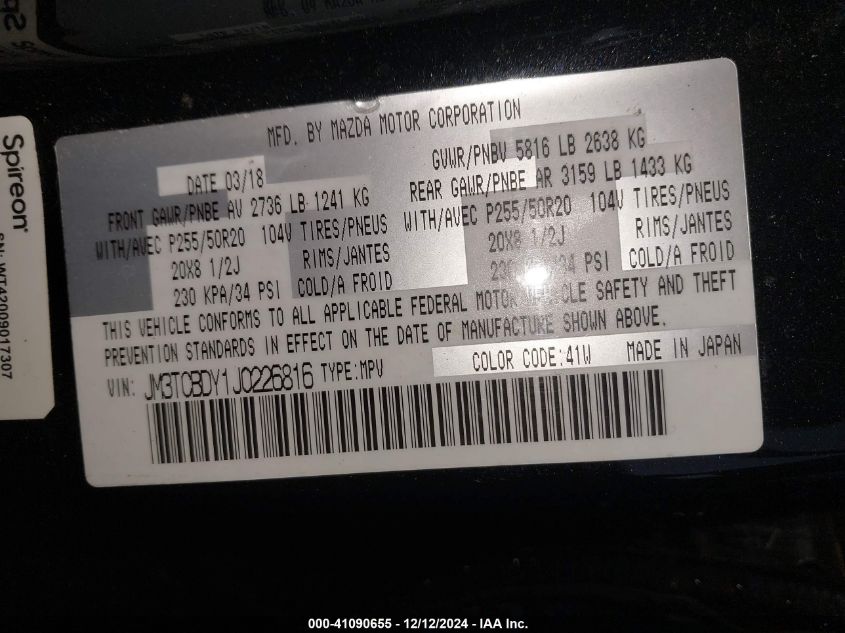 MFD. BY MAZDA MOTOR CORPORATION
DATE 03/18
GVWR/PNBV 5816 LB 2638 KG
FRONT GAWR/PNBE AV 2736 LB 1241 KG
REAR GAWR/PNBE AR 3159 LB 1433 KG
WITH/AVEC P255/50R20 104V TIRES/PNEUS
WITH/AVEC P255/50R20 104V TIRES/PNEUS
20X8 1/2J RIMS/JANTES
20X8 1/2J RIMS/JANTES
230 KPA/34 PSI COLD/A FROID
34 PSI COLD/A FROID
THIS VEHICLE CONFORMS TO ALL APPLICABLE FEDERAL MOTOR VEHICLE SAFETY AND THEFT
PREVENTION STANDARDS IN EFFECT ON THE DATE OF MANUFACTURE SHOWN ABOVE.
COLOR CODE:41W MADE IN JAPAN
VIN: JM3TCBDY1J0226816 TYPE:MPV
Spireon
SN: WT42009017307
000-41090655 - 12/12/2024 - IAA Inc.